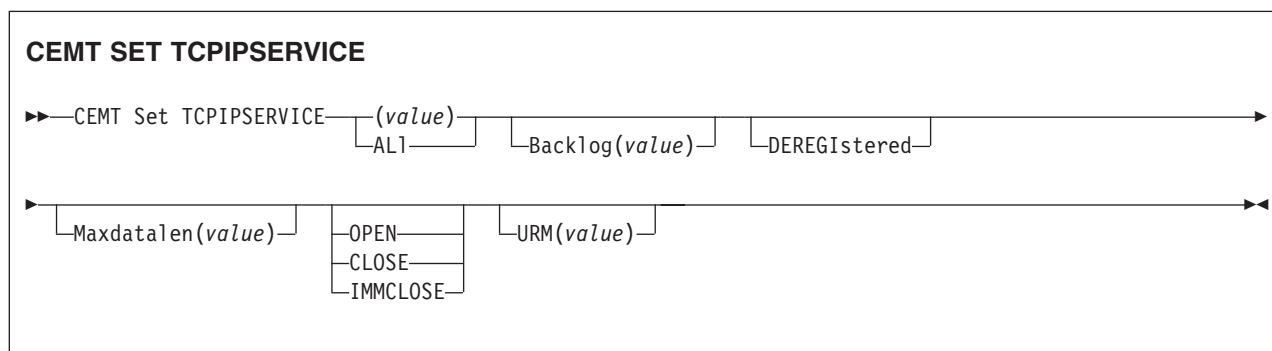 CEMT SET TCPIPSERVICE
CEMT Set TCPIPSERVICE (value) Backlog(value) DEREGIstered
ALl
Maxdatalen(value) OPEN URM(value)
CLOSE
IMMCLOSE